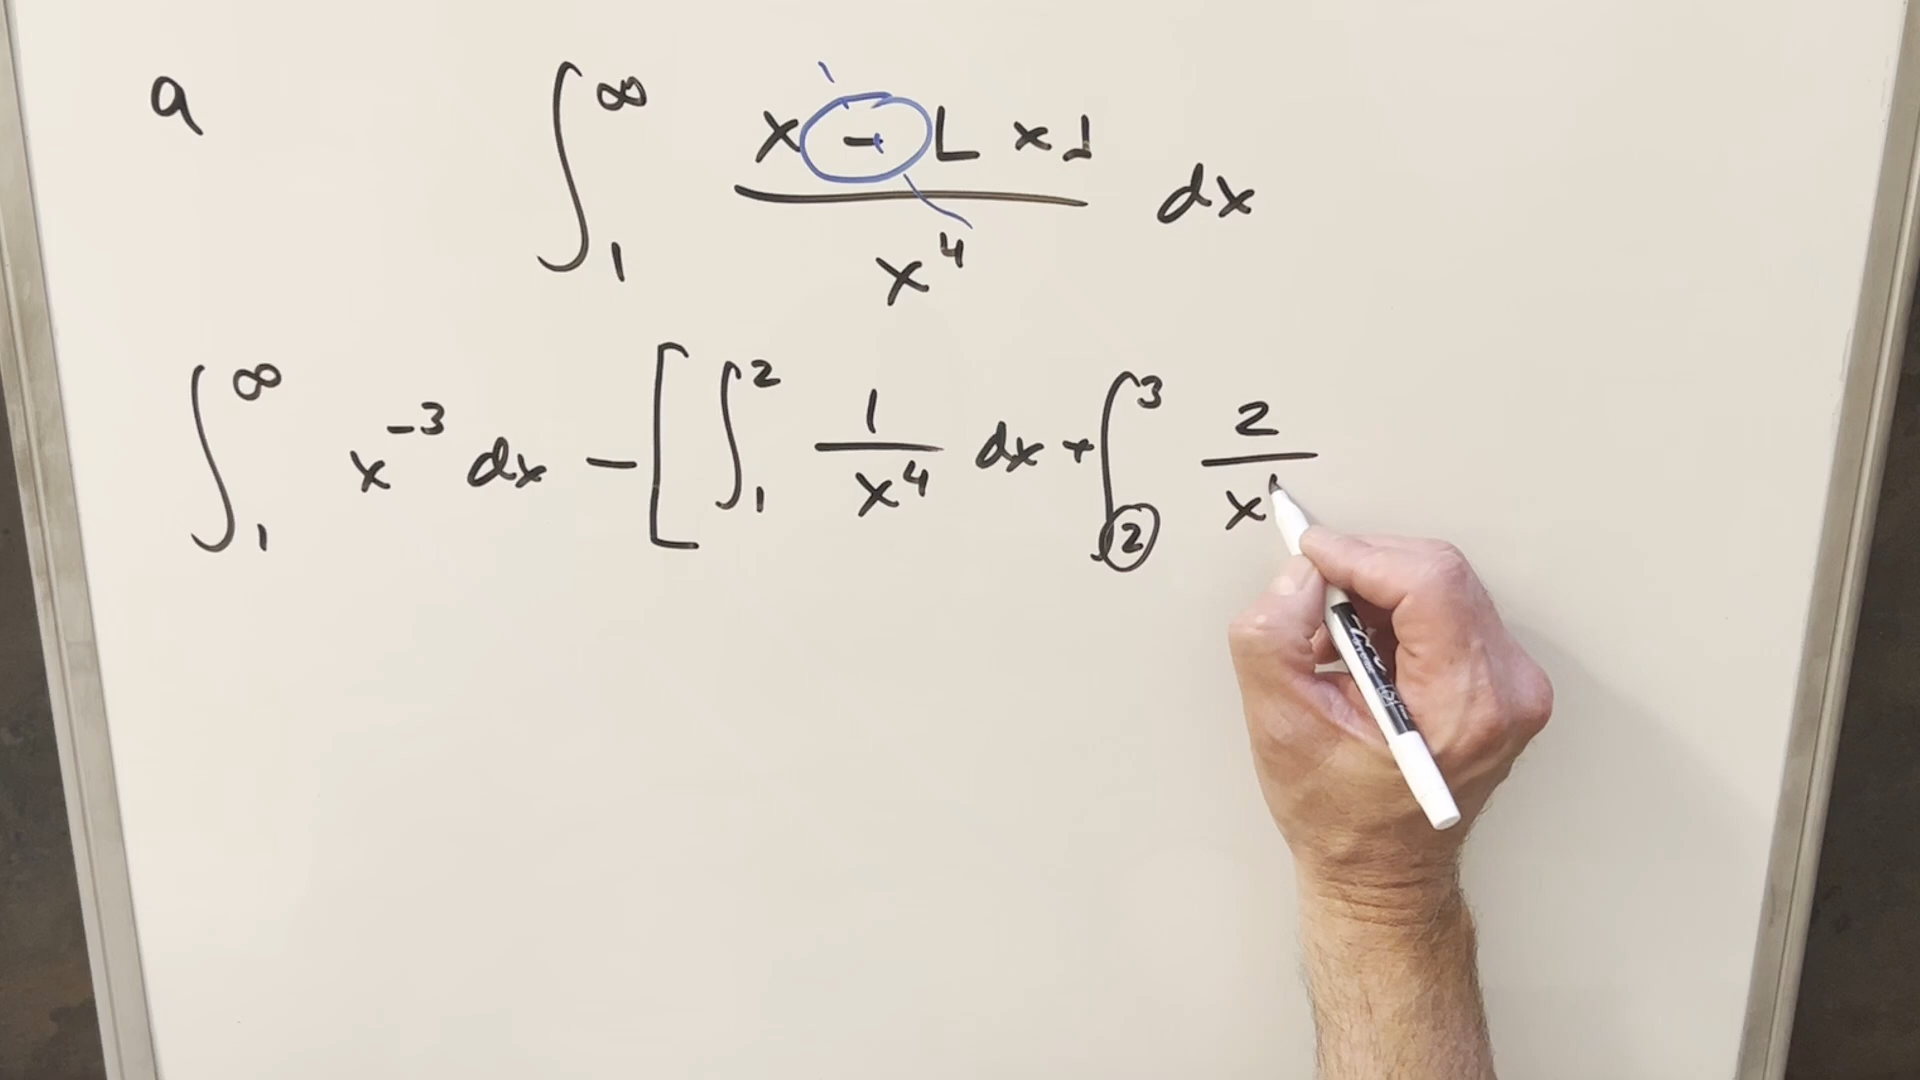 a ∫₁^∞ (x - ⌊x⌋)/x⁴ dx
∫₁^∞ x⁻³ dx - [ ∫₁² 1/x⁴ dx + ∫₂³ 2/x